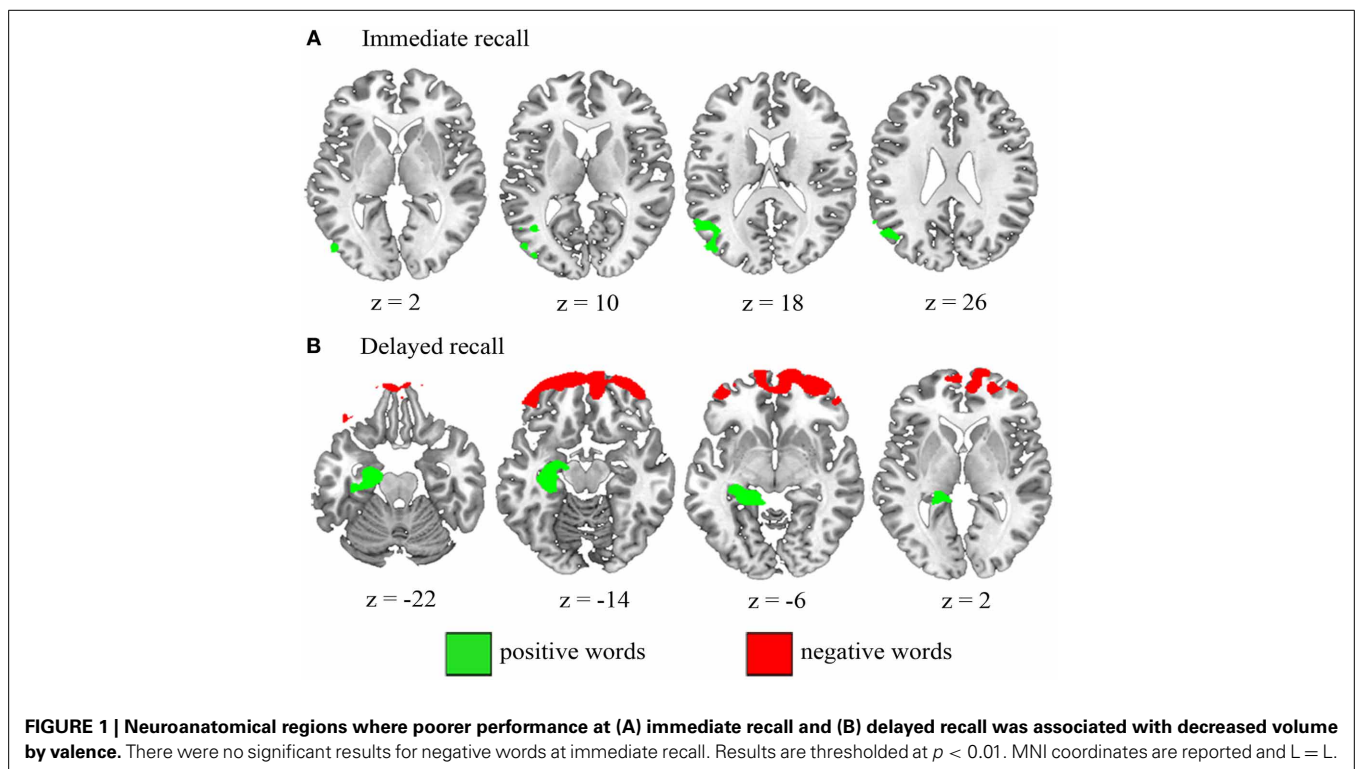 A Immediate recall
z = 2 z = 10 z = 18 z = 26
B Delayed recall
z = -22 z = -14 z = -6 z = 2
positive words negative words
FIGURE 1 | Neuroanatomical regions where poorer performance at (A) immediate recall and (B) delayed recall was associated with decreased volume
by valence. There were no significant results for negative words at immediate recall. Results are thresholded at p < 0.01. MNI coordinates are reported and L = L.